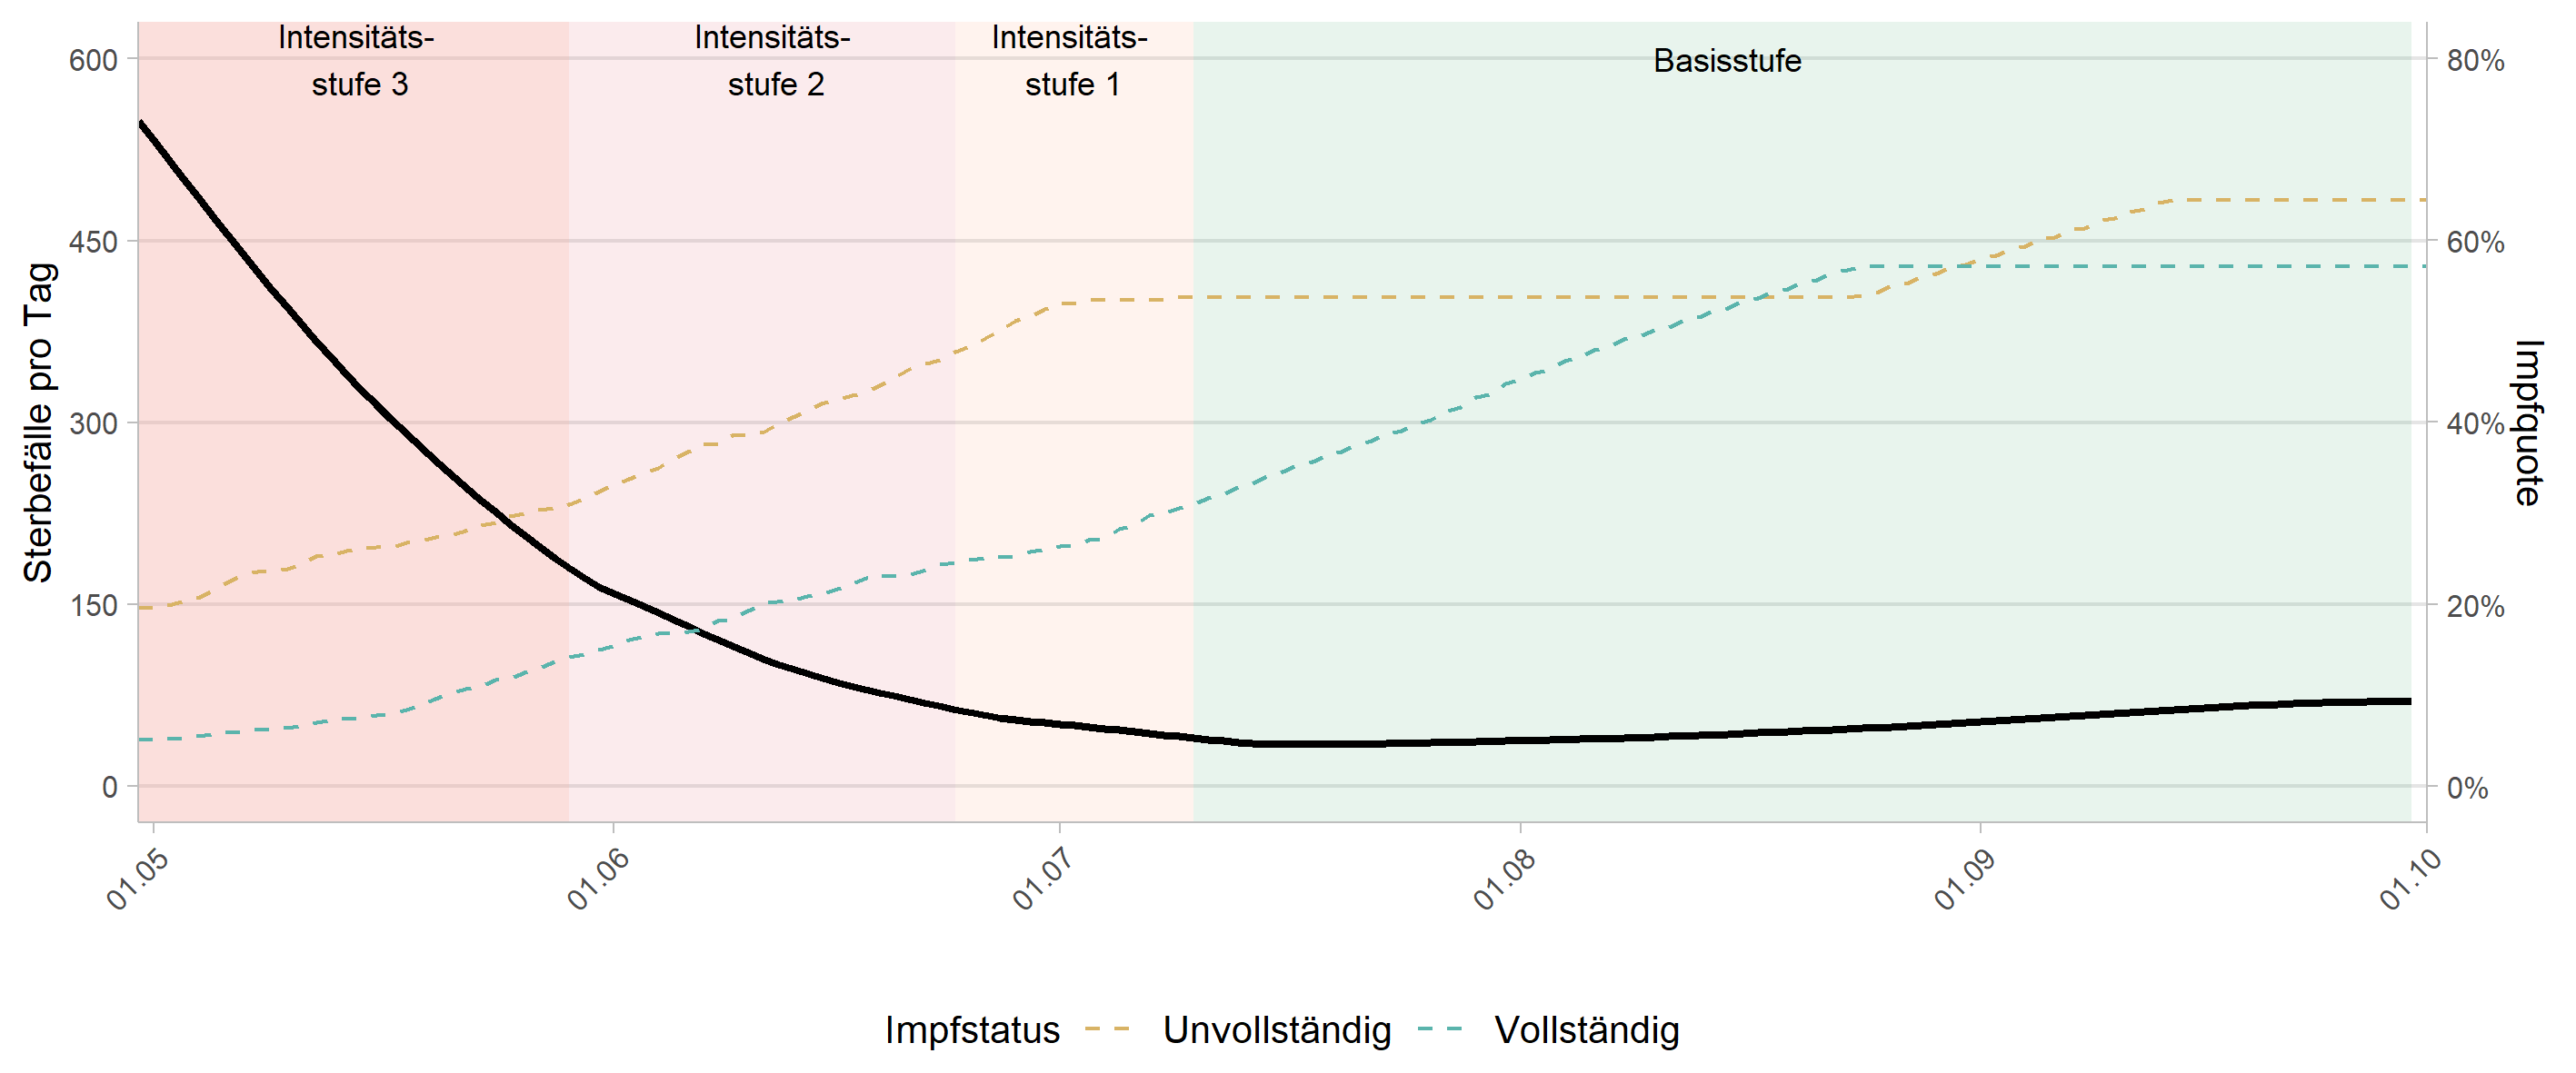 Intensitäts-
stufe 3
Intensitäts-
stufe 2
Intensitäts-
stufe 1
Basisstufe
Sterbefälle pro Tag
600
450
300
150
0
80%
60%
40%
20%
0%
Impfquote
01.05
01.06
01.07
01.08
01.09
01.10
Impfstatus
Unvollständig
Vollständig